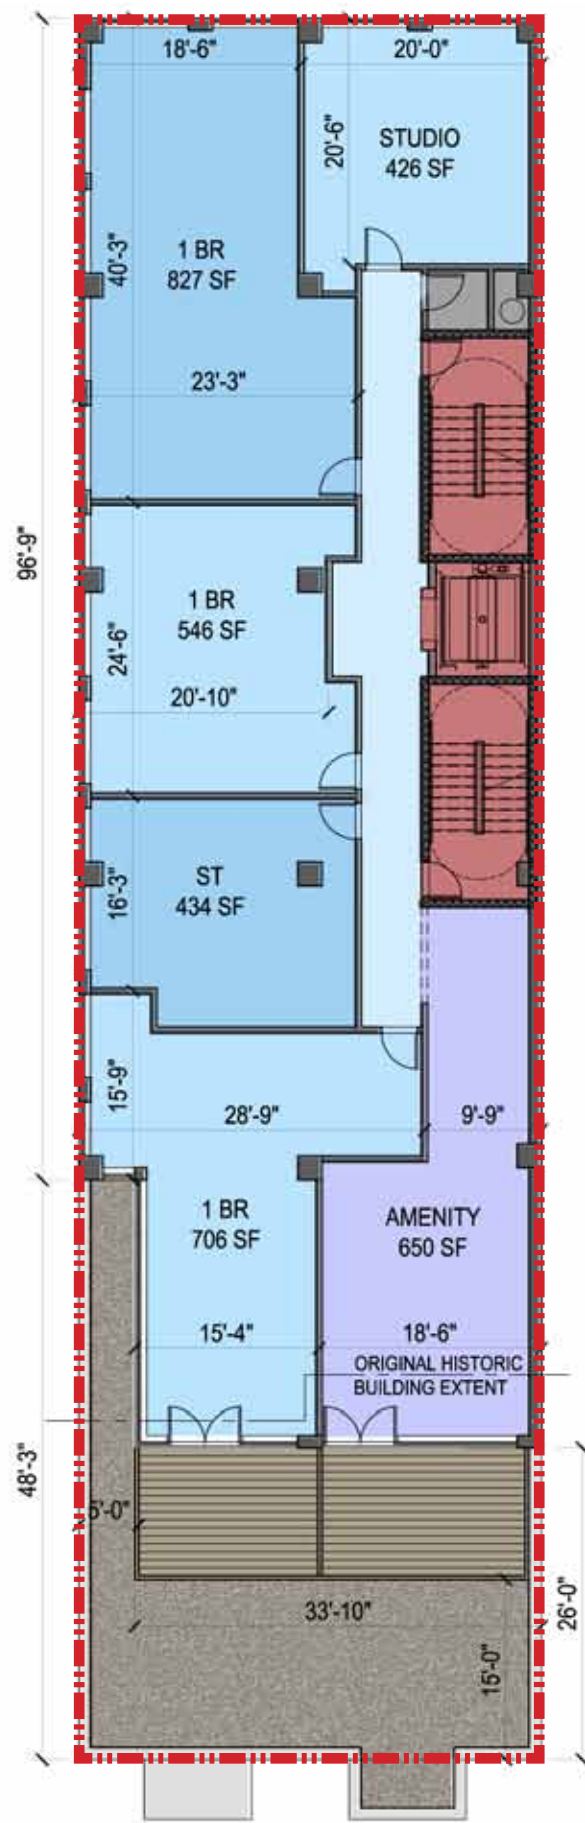 18'-6"
20'-0"
20'-6"
STUDIO
426 SF
40'-3"
1 BR
827 SF
23'-3"
96'-9"
1 BR
546 SF
24'-6"
20'-10"
ST
434 SF
16'-3"
15'-9"
28'-9"
9'-9"
1 BR
706 SF
AMENITY
650 SF
15'-4"
18'-6"
ORIGINAL HISTORIC
BUILDING EXTENT
48'-3"
5'-0"
33'-10"
26'-0"
15'-0"